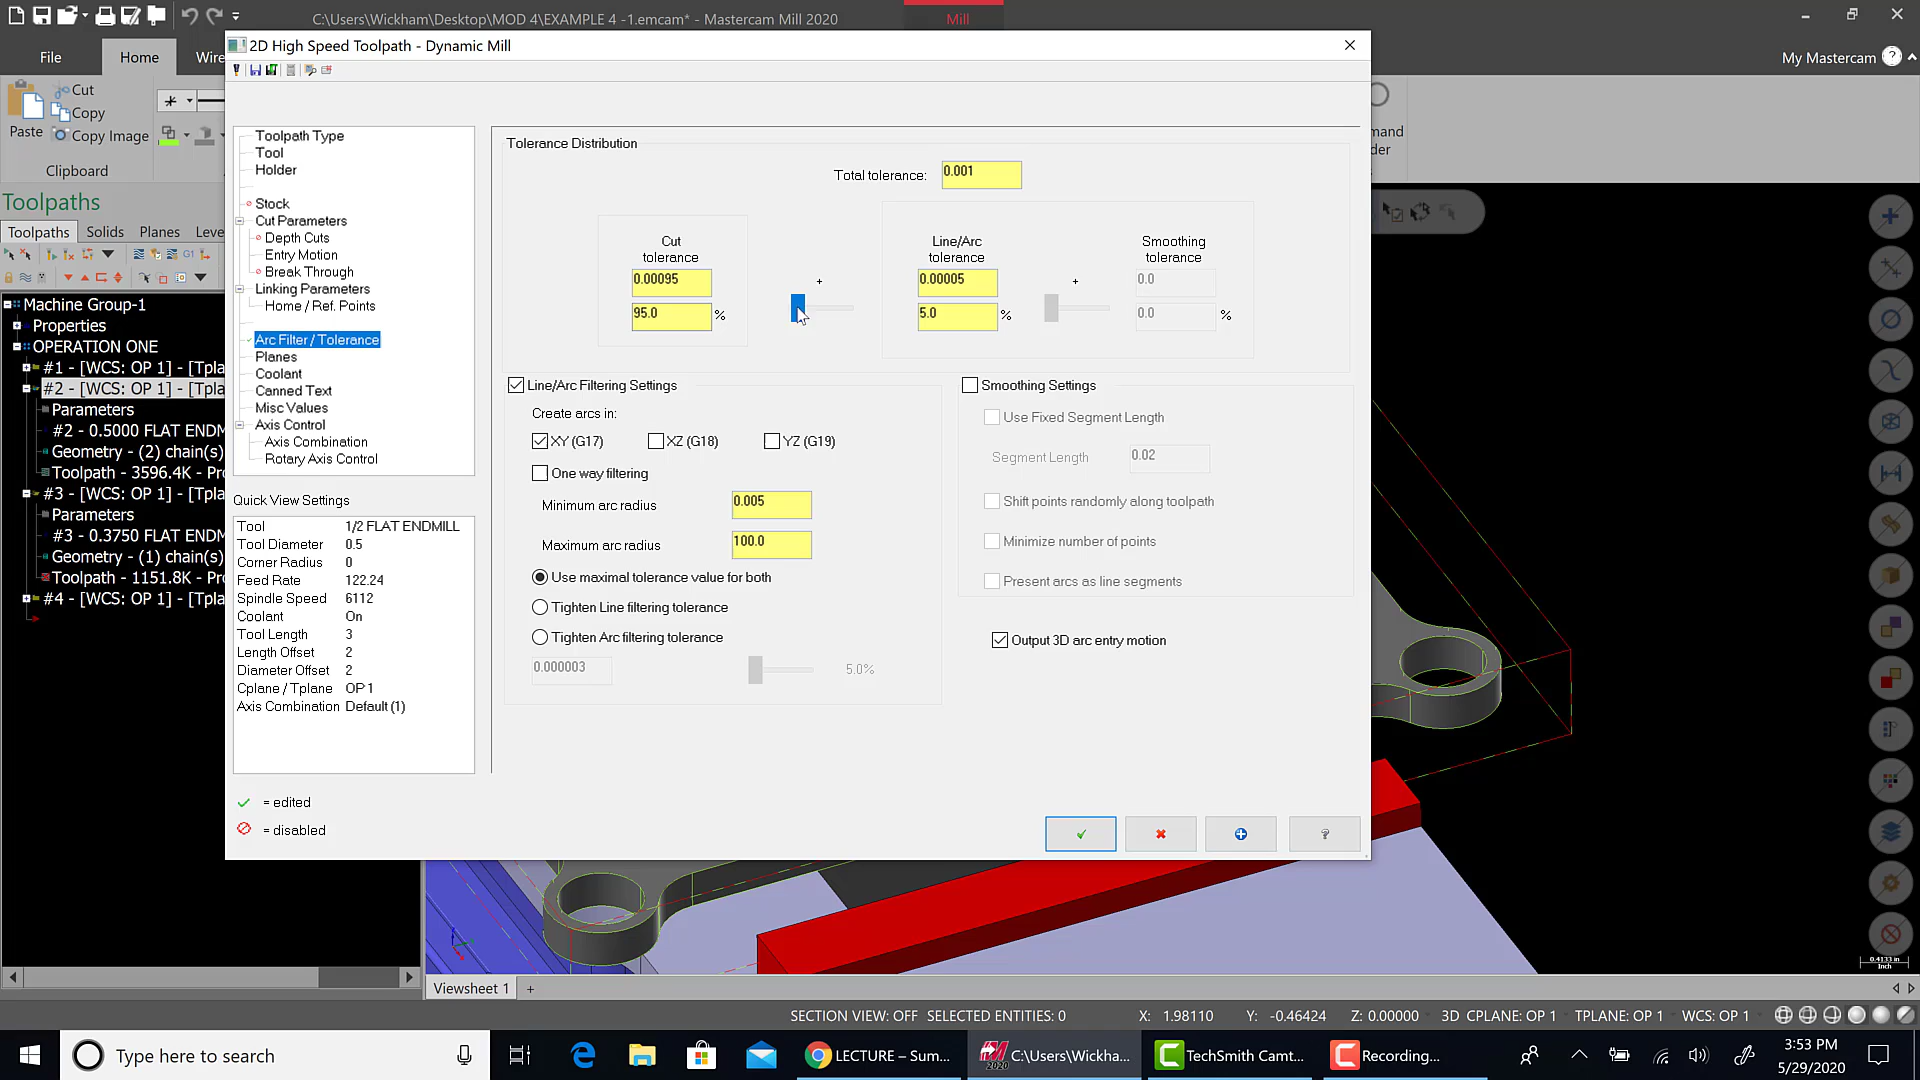 C:\Users\Wickham\Desktop\MOD 4\EXAMPLE 4 -1.emcam* - Mastercam Mill 2020
Mill
2D High Speed Toolpath - Dynamic Mill
File
Home
Wire
My Mastercam
Paste
Cut
Copy
Copy Image
Clipboard
mand
der
Toolpaths
Toolpaths
Solids
Planes
Leve
G1
Machine Group-1
Properties
OPERATION ONE
#1 - [WCS: OP 1] - [Tpla
#2 - [WCS: OP 1] - [Tpla
Parameters
#2 - 0.5000 FLAT ENDM
Geometry - (2) chain(s)
Toolpath - 3596.4K - Pr
#3 - [WCS: OP 1] - [Tpla
Parameters
#3 - 0.3750 FLAT ENDM
Geometry - (1) chain(s)
Toolpath - 1151.8K - Pr
#4 - [WCS: OP 1] - [Tpla
Toolpath Type
Tool
Holder
Stock
Cut Parameters
Depth Cuts
Entry Motion
Break Through
Linking Parameters
Home / Ref. Points
Arc Filter / Tolerance
Planes
Coolant
Canned Text
Misc Values
Axis Control
Axis Combination
Rotary Axis Control
Quick View Settings
Tool 1/2 FLAT ENDMILL
Tool Diameter 0.5
Corner Radius 0
Feed Rate 122.24
Spindle Speed 6112
Coolant On
Tool Length 3
Length Offset 2
Diameter Offset 2
Cplane / Tplane OP 1
Axis Combination Default (1)
= edited
= disabled
Tolerance Distribution
Total tolerance: 0.001
Cut
tolerance
0.00095
95.0 %
+
Line/Arc
tolerance
0.00005
5.0 %
+
Smoothing
tolerance
0.0
0.0 %
Line/Arc Filtering Settings
Create arcs in:
XY (G17) XZ (G18) YZ (G19)
One way filtering
Minimum arc radius 0.005
Maximum arc radius 100.0
Use maximal tolerance value for both
Tighten Line filtering tolerance
Tighten Arc filtering tolerance
0.000003 5.0%
Smoothing Settings
Use Fixed Segment Length
Segment Length 0.02
Shift points randomly along toolpath
Minimize number of points
Present arcs as line segments
Output 3D arc entry motion
?
0.4133 in
Inch
Viewsheet 1 +
SECTION VIEW: OFF SELECTED ENTITIES: 0 X: 1.98110 Y: -0.46424 Z: 0.00000 3D CPLANE: OP 1 TPLANE: OP 1 WCS: OP 1
Type here to search
LECTURE – Sum...
2020
C:\Users\Wickha...
TechSmith Camt...
Recording...
3:53 PM
5/29/2020